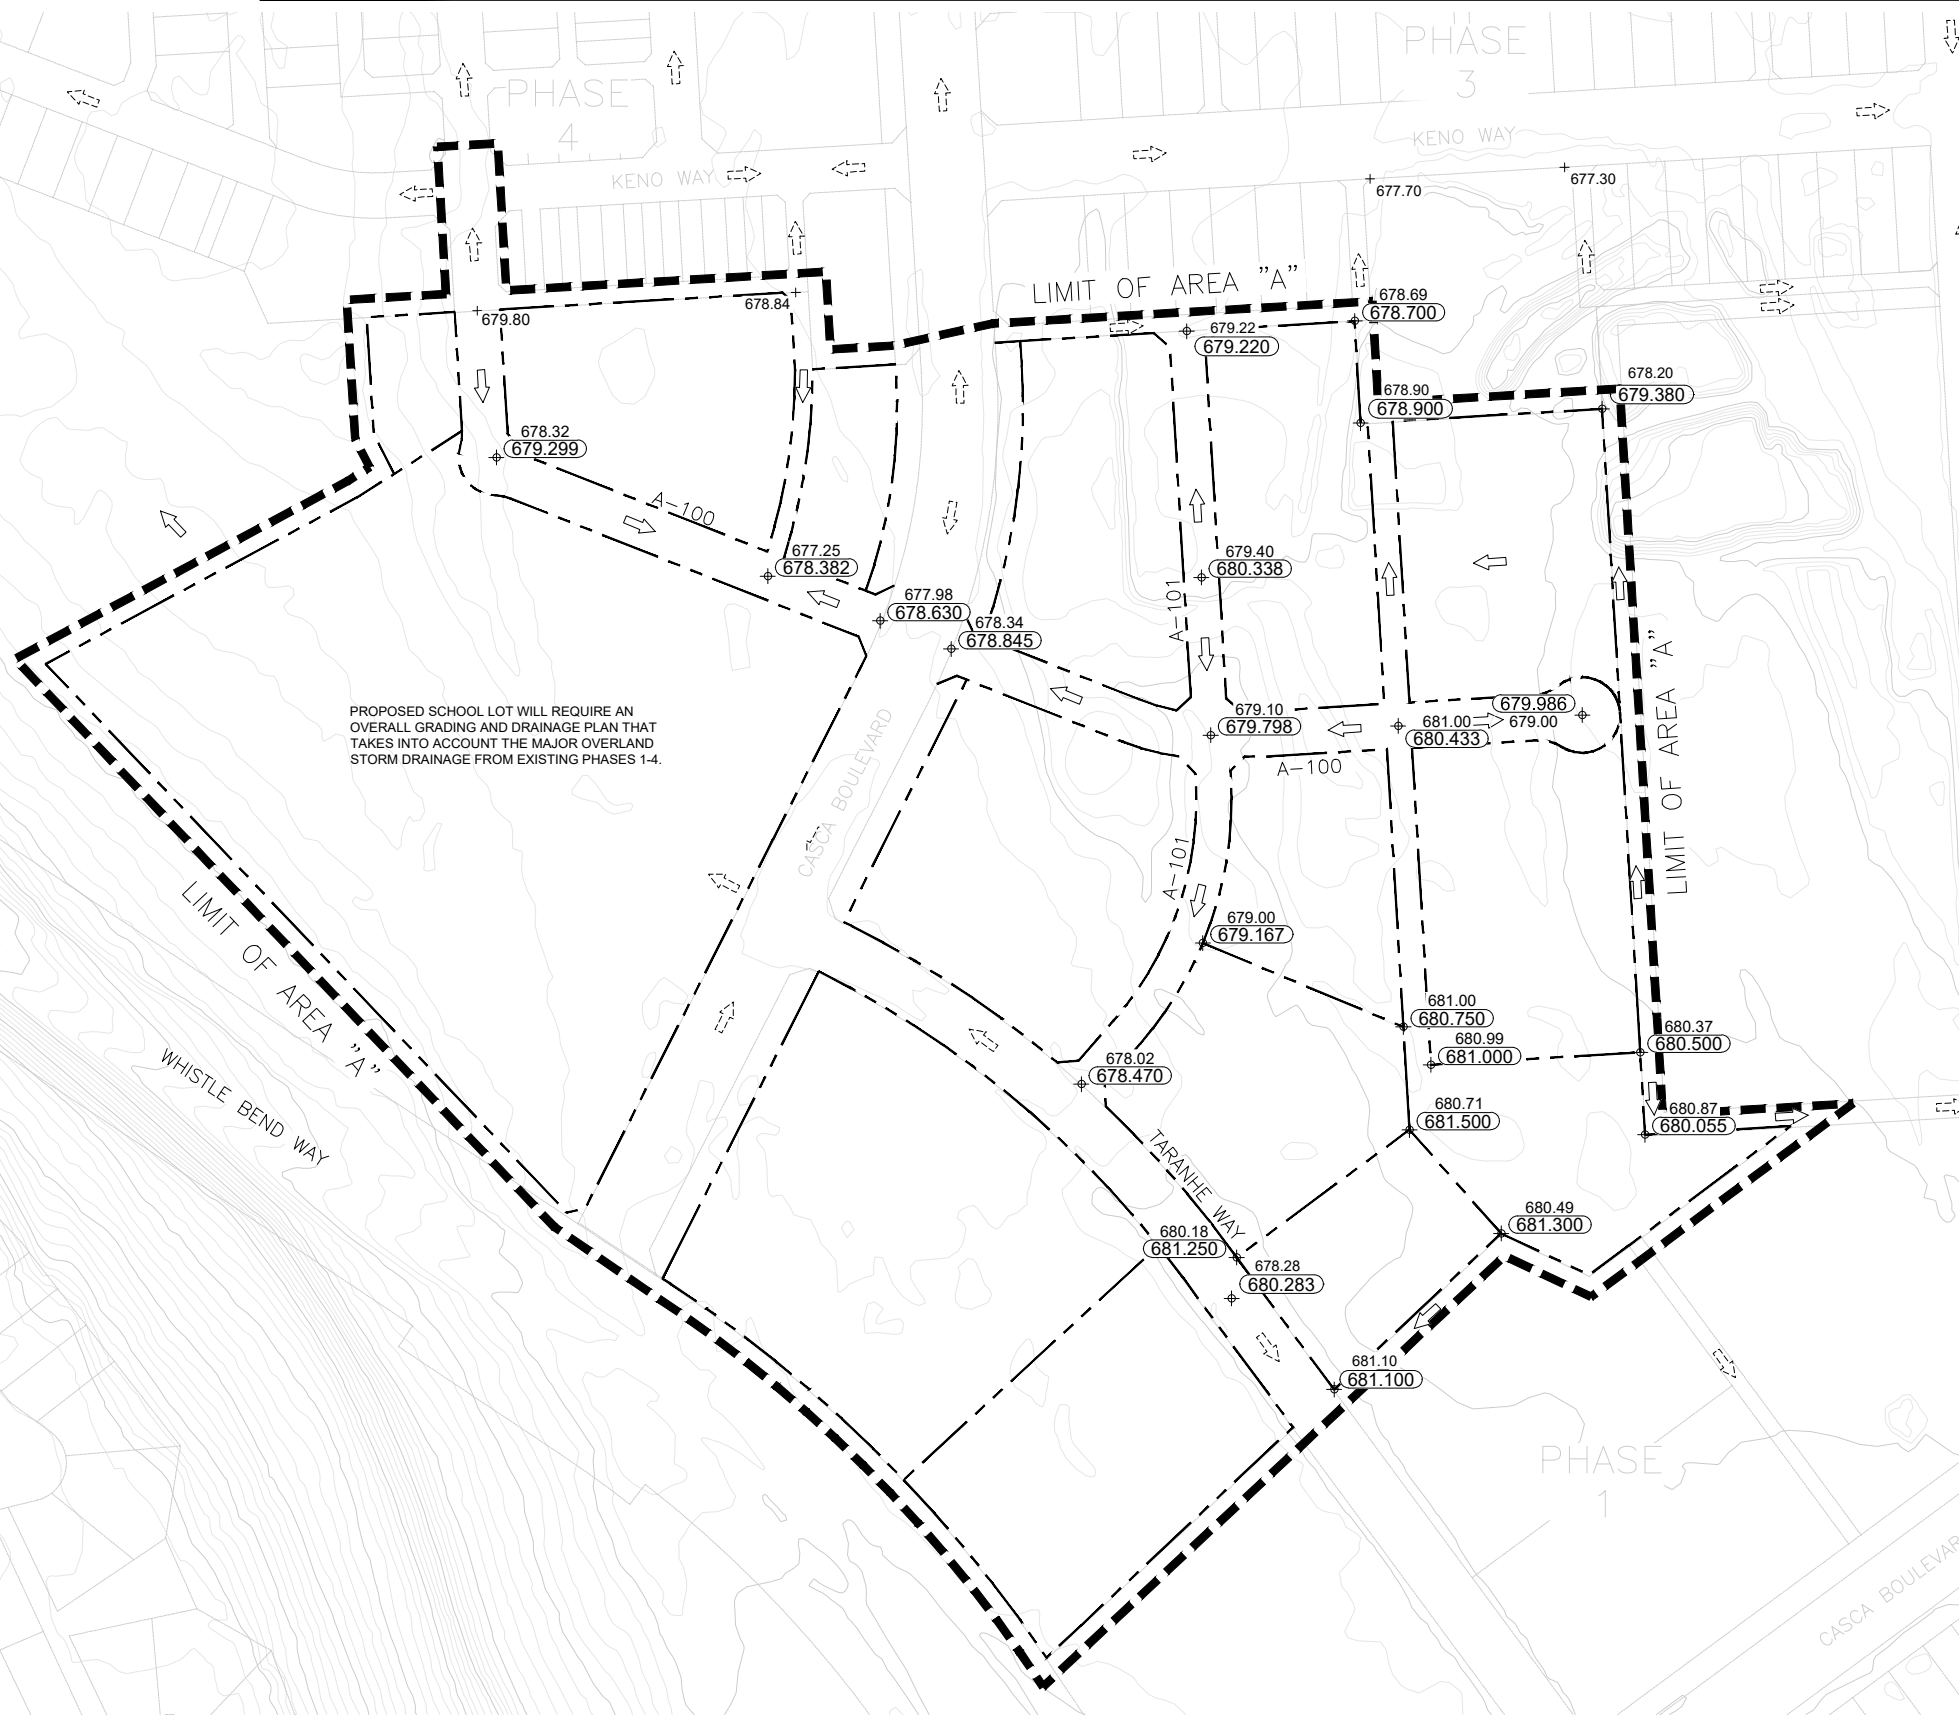 PHASE
3
PHASE
4
KENO WAY
KENO WAY
677.70
677.30
LIMIT OF AREA "A"
678.84
679.80
678.69
678.700
679.22
679.220
678.20
679.380
678.90
678.900
678.32
679.299
A-100
677.25
678.382
679.40
680.338
A-101
677.98
678.630
678.34
678.845
LIMIT OF AREA "A"
679.986
679.00
681.00
680.433
679.10
679.798
A-100
PROPOSED SCHOOL LOT WILL REQUIRE AN
OVERALL GRADING AND DRAINAGE PLAN THAT
TAKES INTO ACCOUNT THE MAJOR OVERLAND
STORM DRAINAGE FROM EXISTING PHASES 1-4.
CASCA BOULEVARD
A-101
679.00
679.167
LIMIT OF AREA "A"
681.00
680.750
680.99
681.000
680.37
680.500
678.02
678.470
WHISTLE BEND WAY
680.71
681.500
680.87
680.055
TARANHE WAY
680.49
681.300
680.18
681.250
678.28
680.283
681.10
681.100
PHASE
1
CASCA BOULEVAR